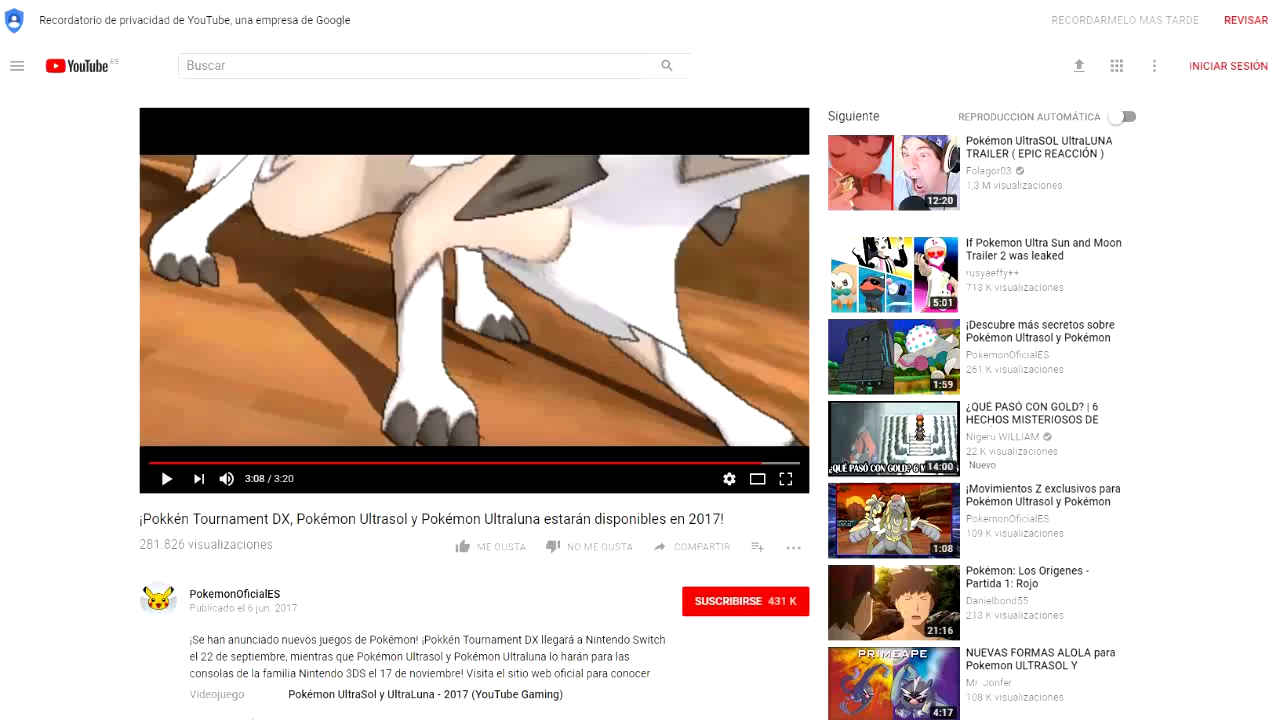 Recordatorio de privacidad de YouTube, una empresa de Google
RECORDÁRMELO MÁS TARDE
REVISAR
YouTube ES
Buscar
INICIAR SESIÓN
3:08 / 3:20
¡Pokkén Tournament DX, Pokémon Ultrasol y Pokémon Ultraluna estarán disponibles en 2017!
281.826 visualizaciones
ME GUSTA
NO ME GUSTA
COMPARTIR
PokemonOficialES
Publicado el 6 jun. 2017
SUSCRIBIRSE 431 K
¡Se han anunciado nuevos juegos de Pokémon! ¡Pokkén Tournament DX llegará a Nintendo Switch
el 22 de septiembre, mientras que Pokémon Ultrasol y Pokémon Ultraluna lo harán para las
consolas de la familia Nintendo 3DS el 17 de noviembre! Visita el sitio web oficial para conocer
Videojuego
Pokémon UltraSol y UltraLuna - 2017 (YouTube Gaming)
Siguiente
REPRODUCCIÓN AUTOMÁTICA
Pokémon UltraSOL UltraLUNA
TRAILER ( EPIC REACCIÓN )
Folagor03
1,3 M visualizaciones
12:20
If Pokemon Ultra Sun and Moon
Trailer 2 was leaked
rusyaeffy++
713 K visualizaciones
5:01
¡Descubre más secretos sobre
Pokémon Ultrasol y Pokémon
PokemonOficialES
261 K visualizaciones
1:59
¿QUÉ PASÓ CON GOLD? | 6
HECHOS MISTERIOSOS DE
Nigeru WILLIAM
22 K visualizaciones
Nuevo
¿QUÉ PASÓ CON GOLD? 6
14:00
¡Movimientos Z exclusivos para
Pokémon Ultrasol y Pokémon
PokemonOficialES
109 K visualizaciones
1:08
Pokémon: Los Orígenes -
Partida 1: Rojo
Danielbond55
213 K visualizaciones
21:16
NUEVAS FORMAS ALOLA para
Pokemon ULTRASOL Y
Mr. Jonfer
108 K visualizaciones
PRIMEAPE
4:17